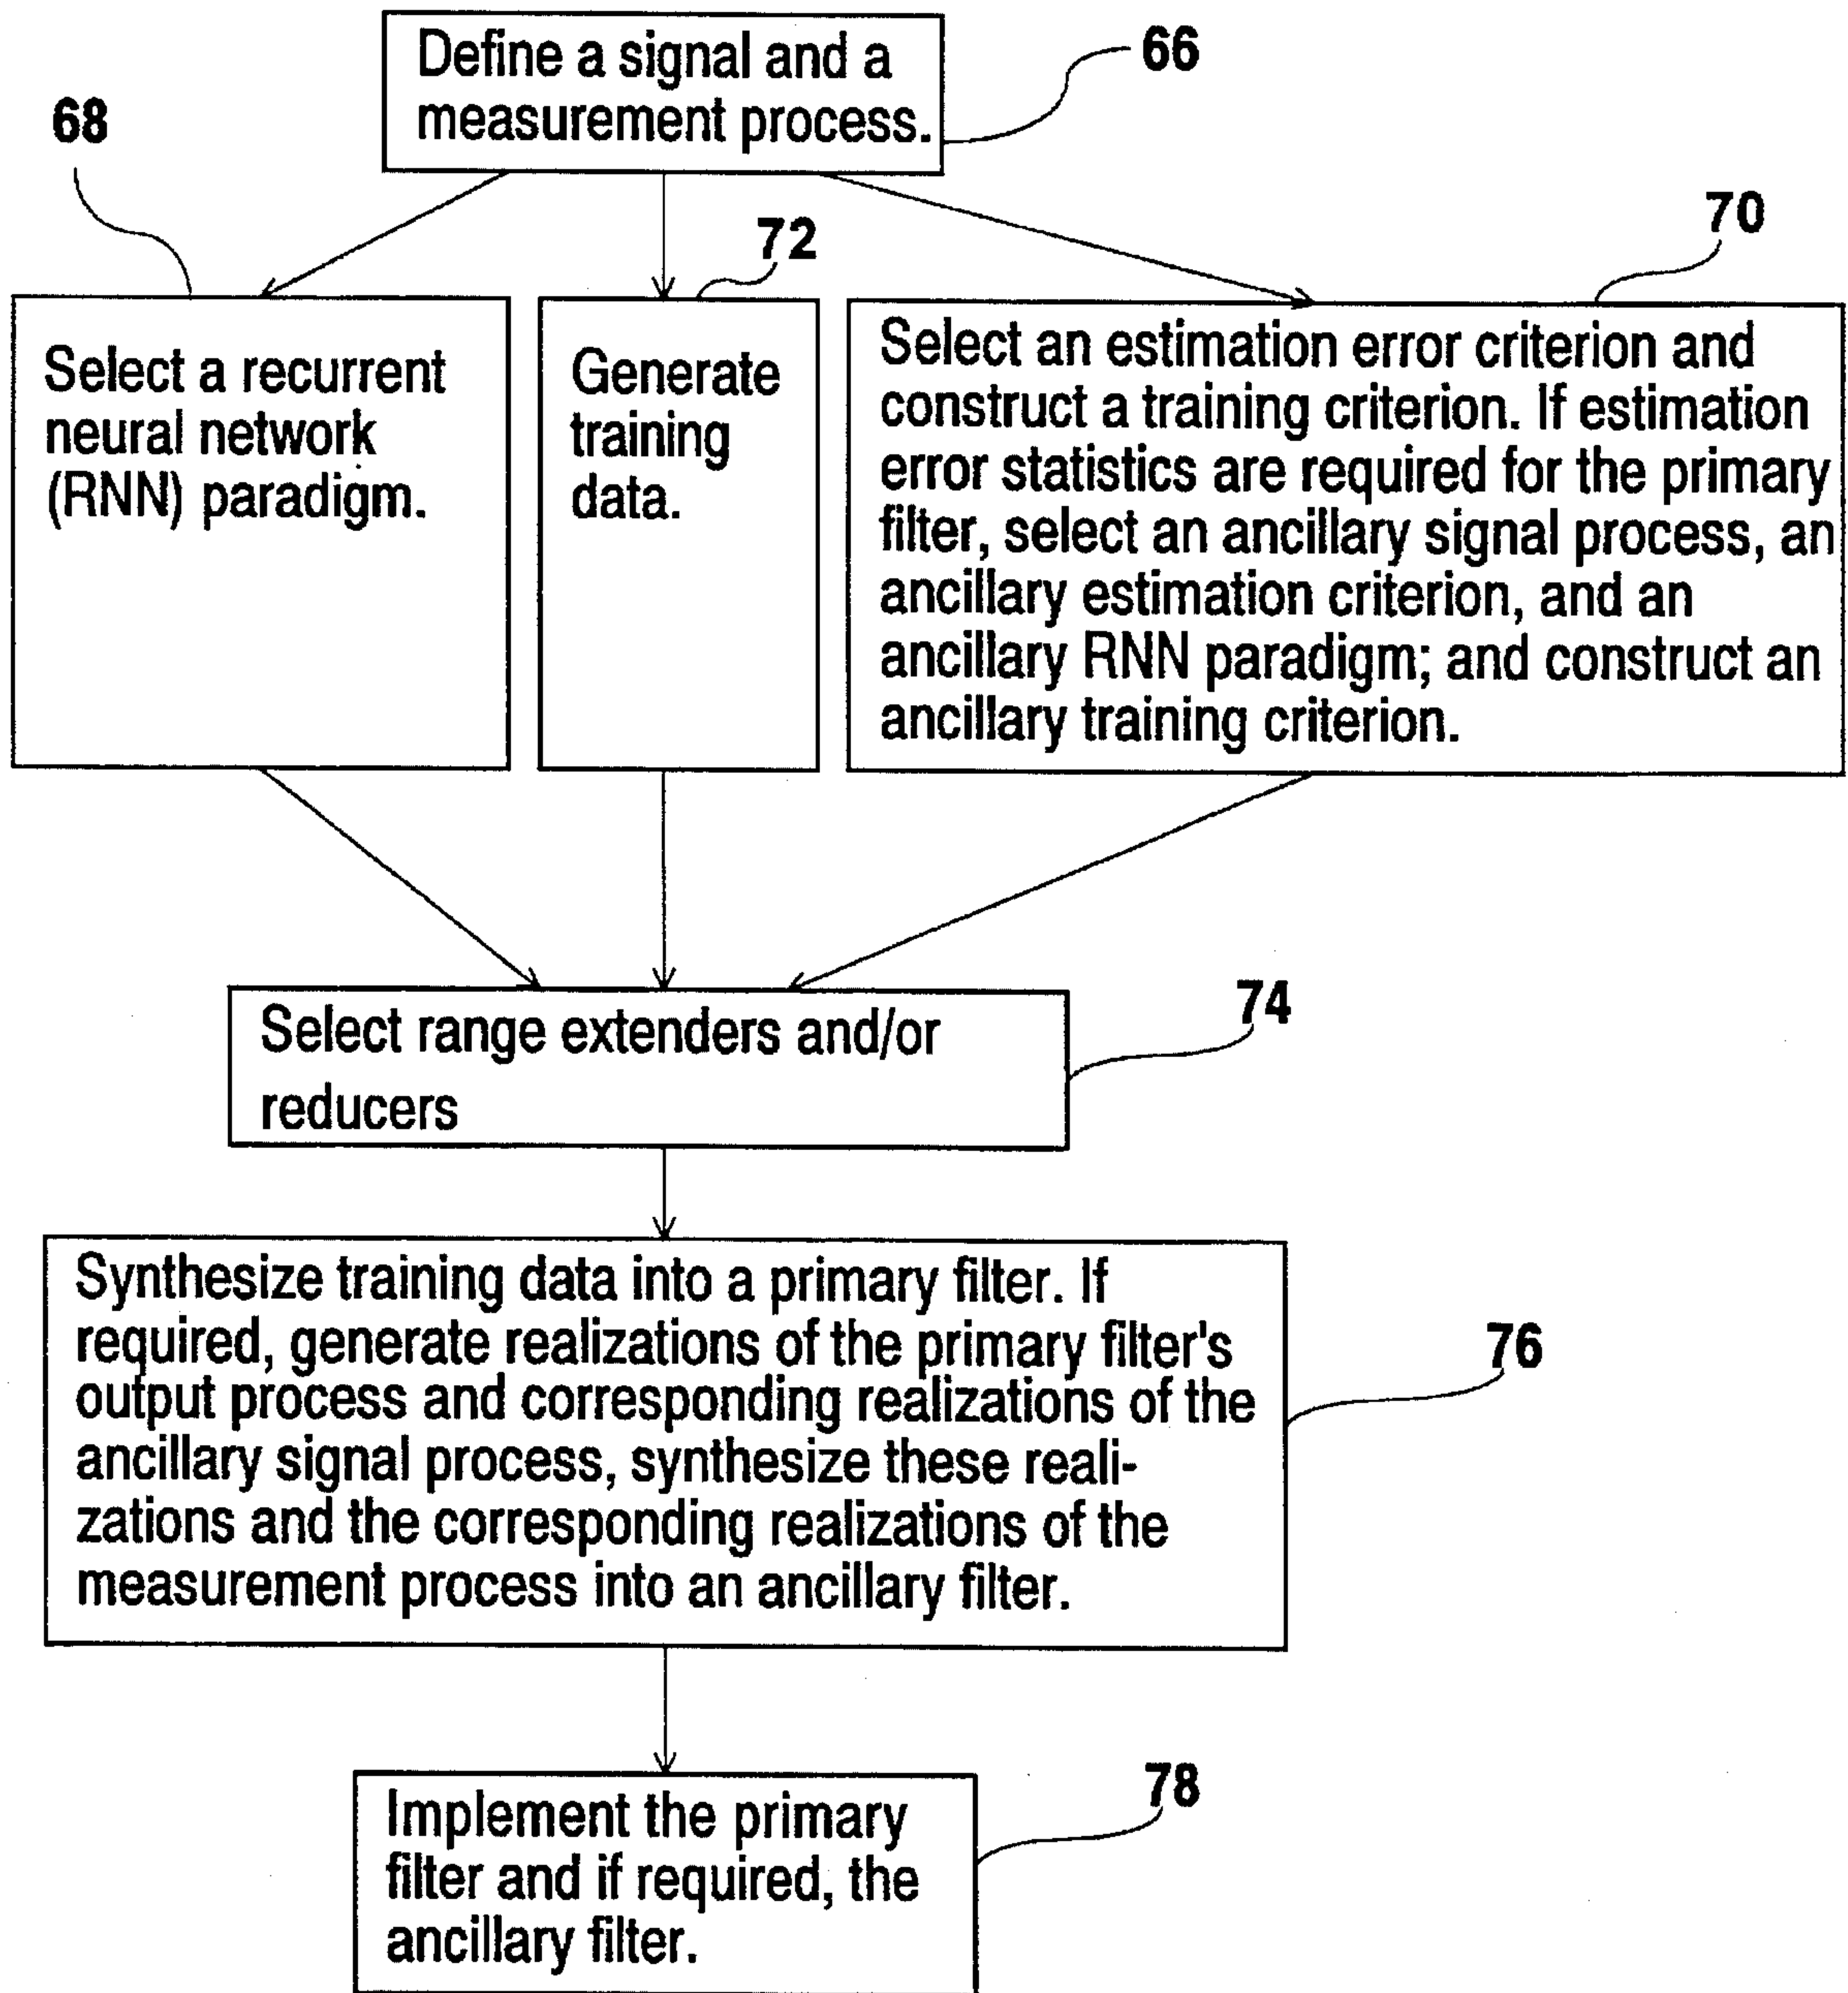 Define a signal and a
measurement process.
66
68
72
70
Select a recurrent
neural network
(RNN) paradigm.
Generate
training
data.
Select an estimation error criterion and
construct a training criterion. If estimation
error statistics are required for the primary
filter, select an ancillary signal process, an
ancillary estimation criterion, and an
ancillary RNN paradigm; and construct an
ancillary training criterion.
Select range extenders and/or
reducers
74
Synthesize training data into a primary filter. If
required, generate realizations of the primary filter's
output process and corresponding realizations of the
ancillary signal process, synthesize these reali-
zations and the corresponding realizations of the
measurement process into an ancillary filter.
76
Implement the primary
filter and if required, the
ancillary filter.
78